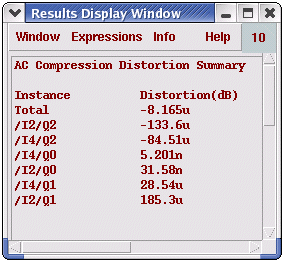 Results Display Window
Window Expressions Info Help 10
AC Compression Distortion Summary
Instance Distortion(dB)
Total -8.165u
/I2/Q2 -133.6u
/I4/Q2 -84.51u
/I4/Q0 5.201n
/I2/Q0 31.58n
/I4/Q1 28.54u
/I2/Q1 185.3u